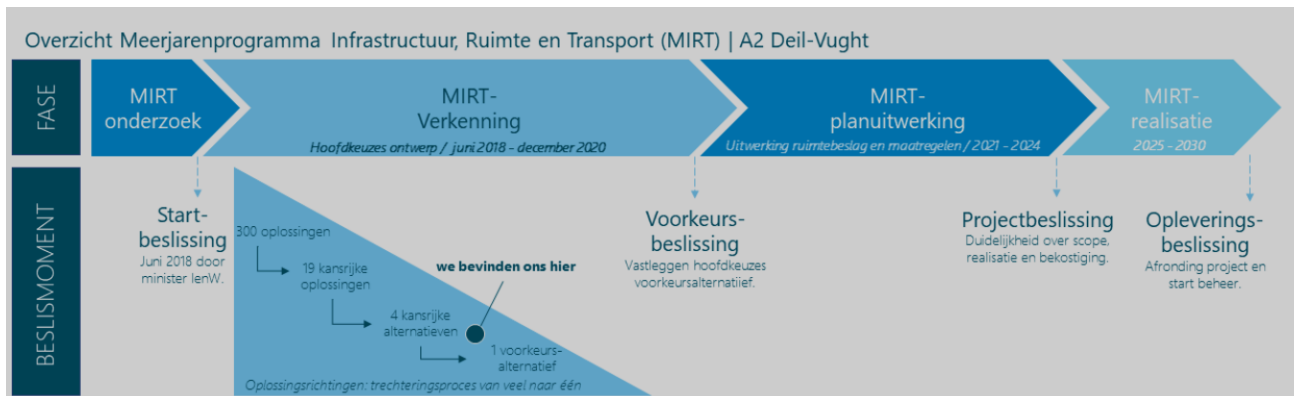 Overzicht Meerjarenprogramma Infrastructuur, Ruimte en Transport (MIRT) | A2 Deil-Vught
FASE
MIRT
onderzoek
MIRT-
Verkenning
Hoofdkeuzes ontwerp / juni 2018 - december 2020
MIRT-
planuitwerking
Uitwerking ruimtebeslag en maatregelen / 2021 - 2024
MIRT-
realisatie
2025 - 2030
BESLISMOMENT
Start-
beslissing
Juni 2018 door
minister IenW.
300 oplossingen
19 kansrijke
oplossingen
4 kansrijke
alternatieven
we bevinden ons hier
1 voorkeurs-
alternatief
Oplossingsrichtingen: trechteringsproces van veel naar één
Voorkeurs-
beslissing
Vastleggen hoofdkeuzes
voorkeursalternatiief.
Projectbeslissing
Duidelijkheid over scope,
realisatie en bekostiging.
Opleverings-
beslissing
Afronding project en
start beheer.